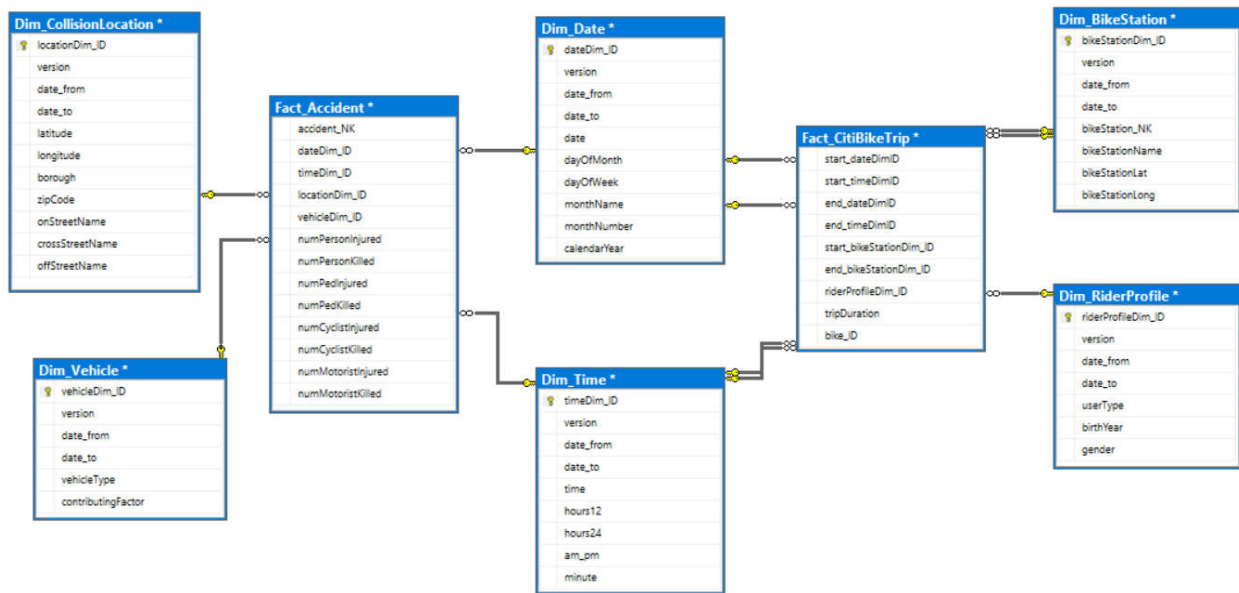 Dim_CollisionLocation *
locationDim_ID
version
date_from
date_to
latitude
longitude
borough
zipCode
onStreetName
crossStreetName
offStreetName
Dim_Vehicle *
vehicleDim_ID
version
date_from
date_to
vehicleType
contributingFactor
Fact_Accident *
accident_NK
dateDim_ID
timeDim_ID
locationDim_ID
vehicleDim_ID
numPersonInjured
numPersonKilled
numPedInjured
numPedKilled
numCyclistInjured
numCyclistKilled
numMotoristInjured
numMotoristKilled
Dim_Date *
dateDim_ID
version
date_from
date_to
date
dayOfMonth
dayOfWeek
monthName
monthNumber
calendarYear
Dim_Time *
timeDim_ID
version
date_from
date_to
time
hours12
hours24
am_pm
minute
Fact_CitiBikeTrip *
start_dateDimID
start_timeDimID
end_dateDimID
end_timeDimID
start_bikeStationDim_ID
end_bikeStationDim_ID
riderProfileDim_ID
tripDuration
bike_ID
Dim_BikeStation *
bikeStationDim_ID
version
date_from
date_to
bikeStation_NK
bikeStationName
bikeStationLat
bikeStationLong
Dim_RiderProfile *
riderProfileDim_ID
version
date_from
date_to
userType
birthYear
gender